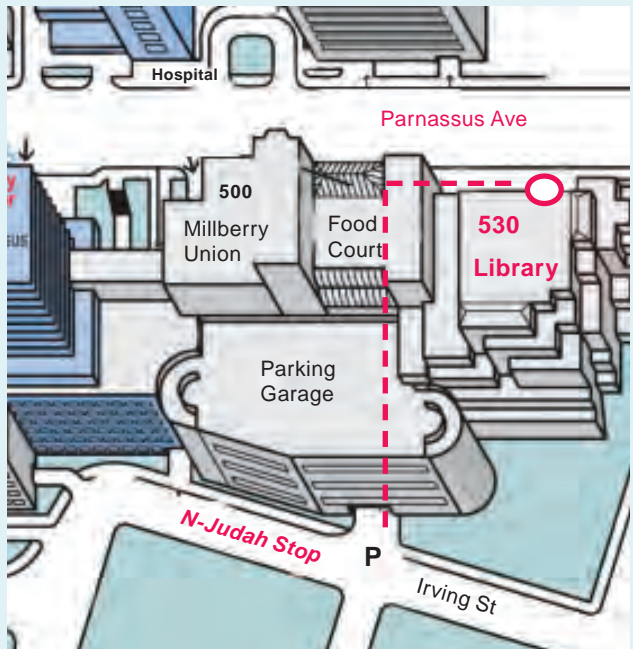 Hospital
Parnassus Ave
500
Millberry
Union
Food
Court
530
Library
Parking
Garage
N-Judah Stop
P
Irving St